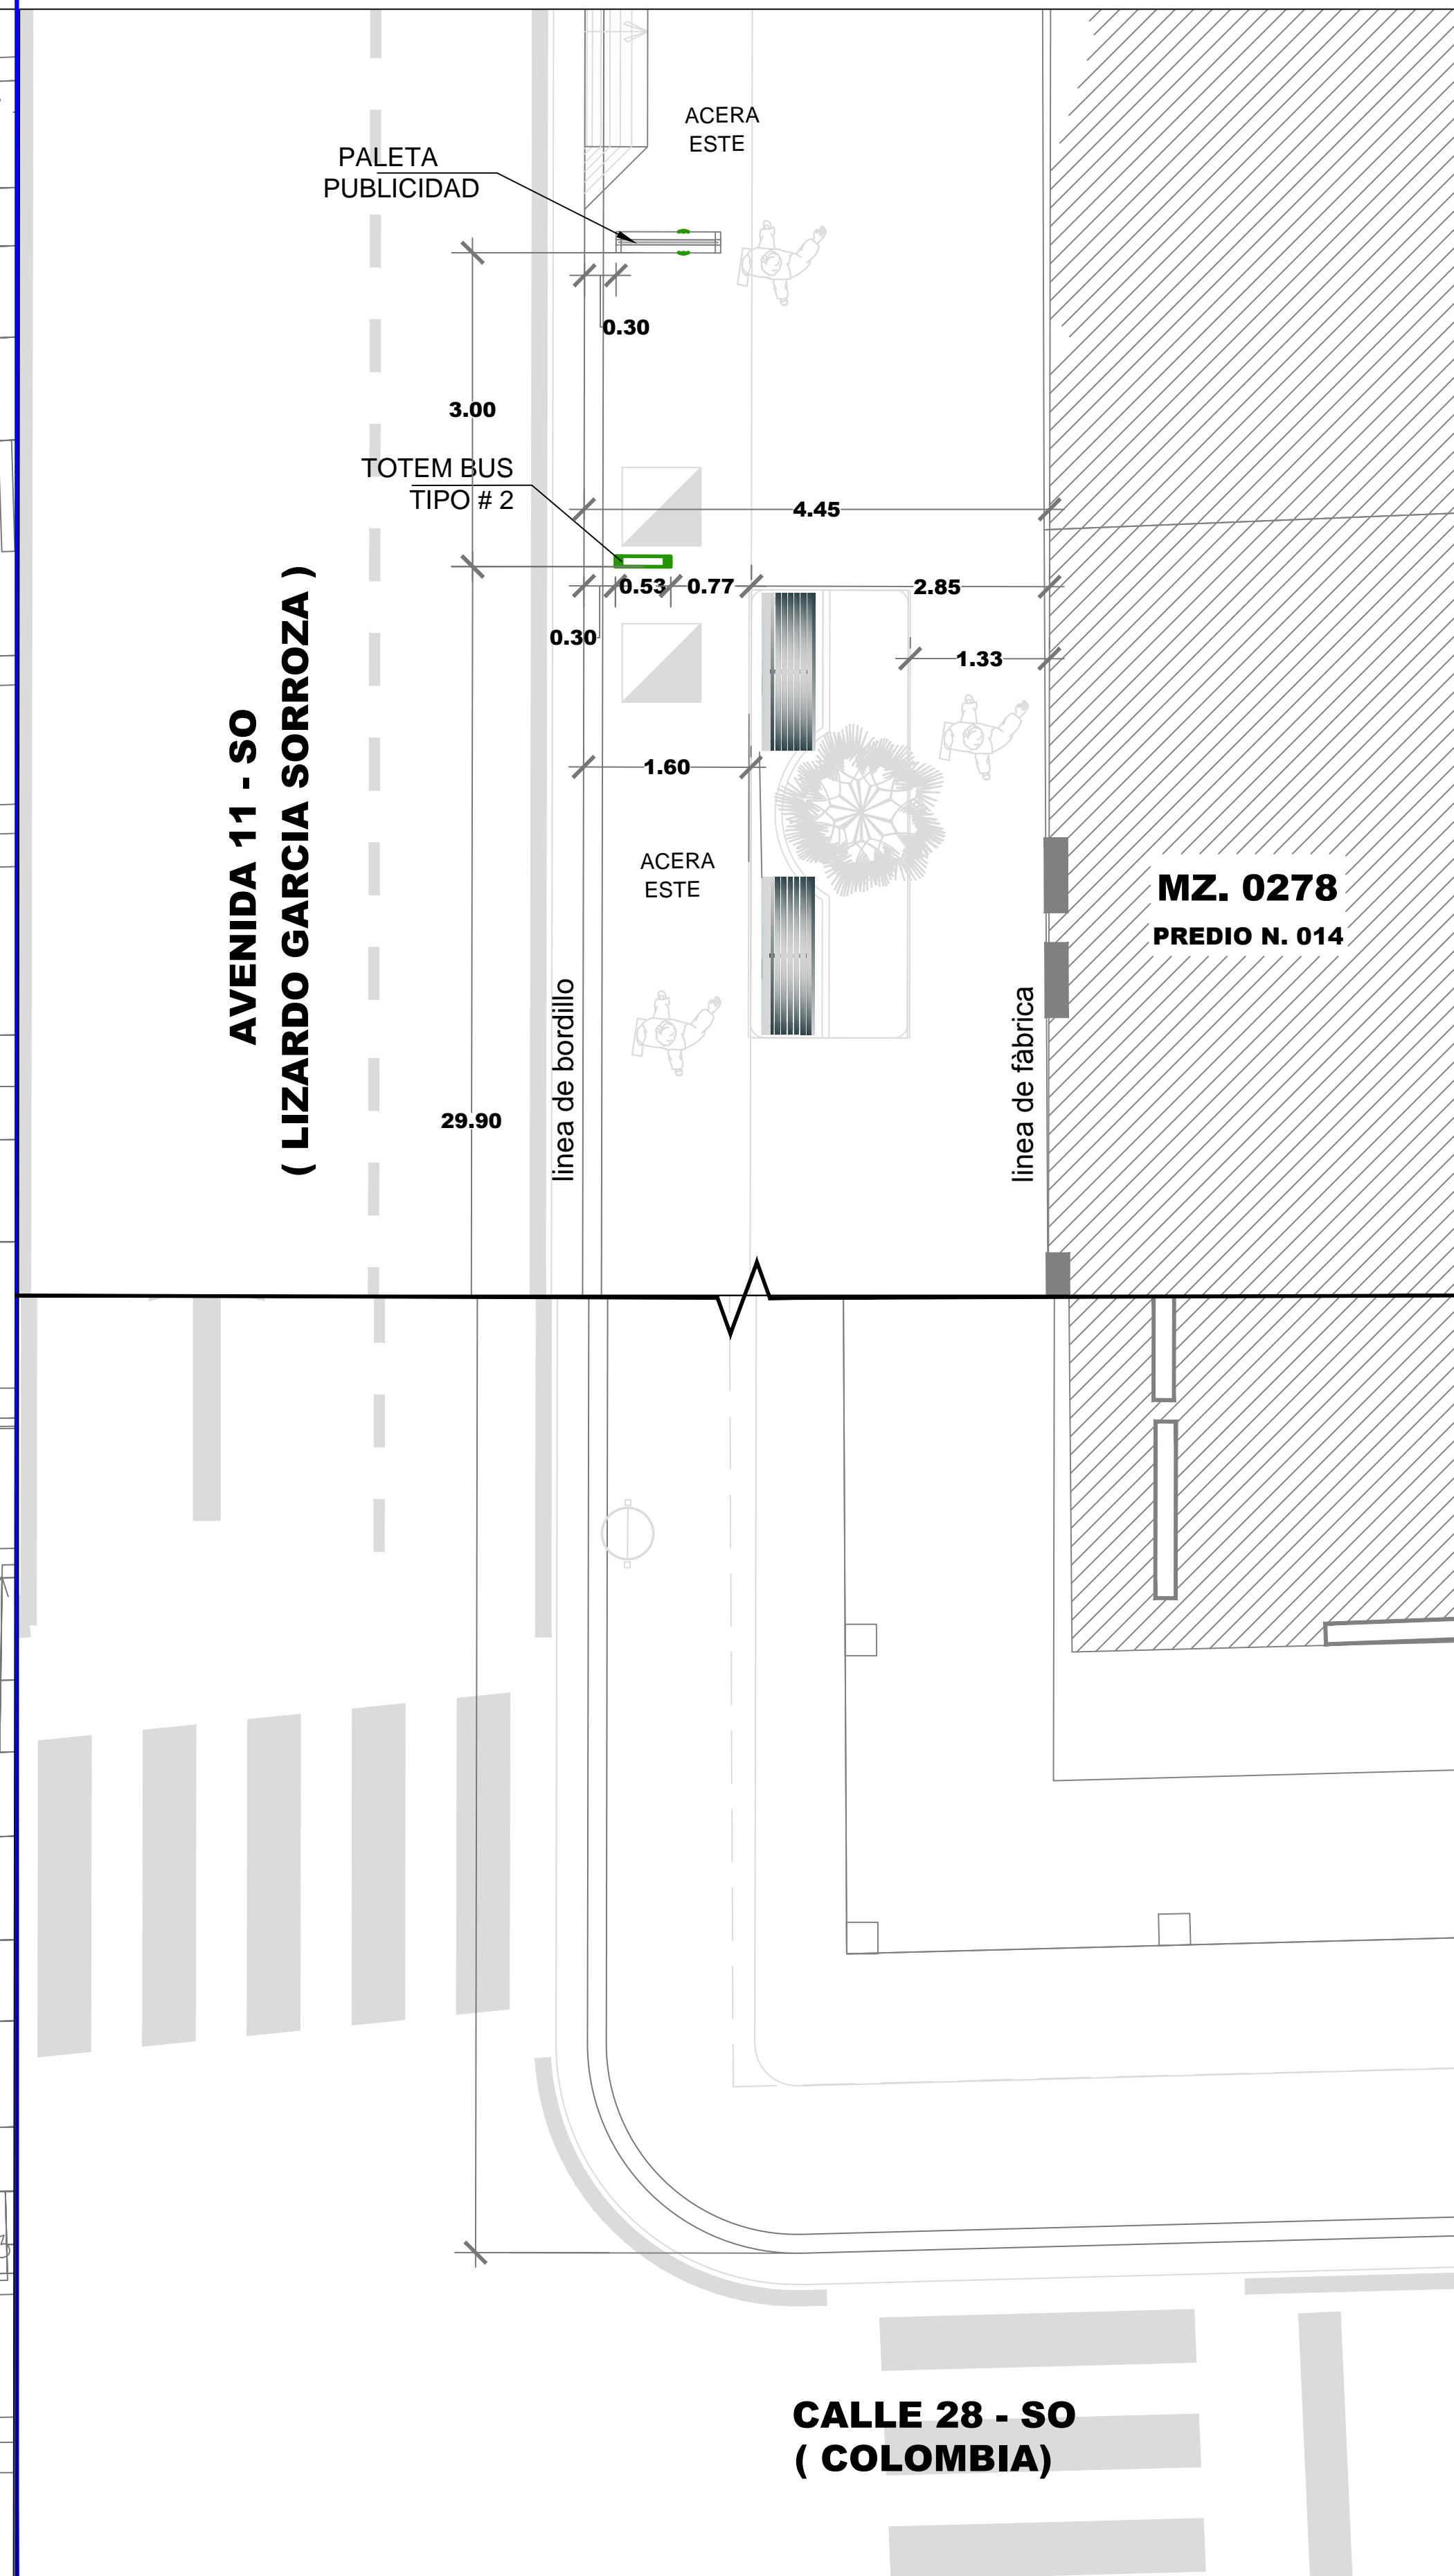 ACERA
ESTE
PALETA
PUBLICIDAD
0.30
3.00
TOTEM BUS
TIPO # 2
4.45
0.53
0.77
2.85
0.30
1.33
1.60
AVENIDA 11 - SO
( LIZARDO GARCIA SORROZA )
ACERA
ESTE
MZ. 0278
PREDIO N. 014
linea de bordillo
linea de fàbrica
29.90
CALLE 28 - SO
( COLOMBIA)